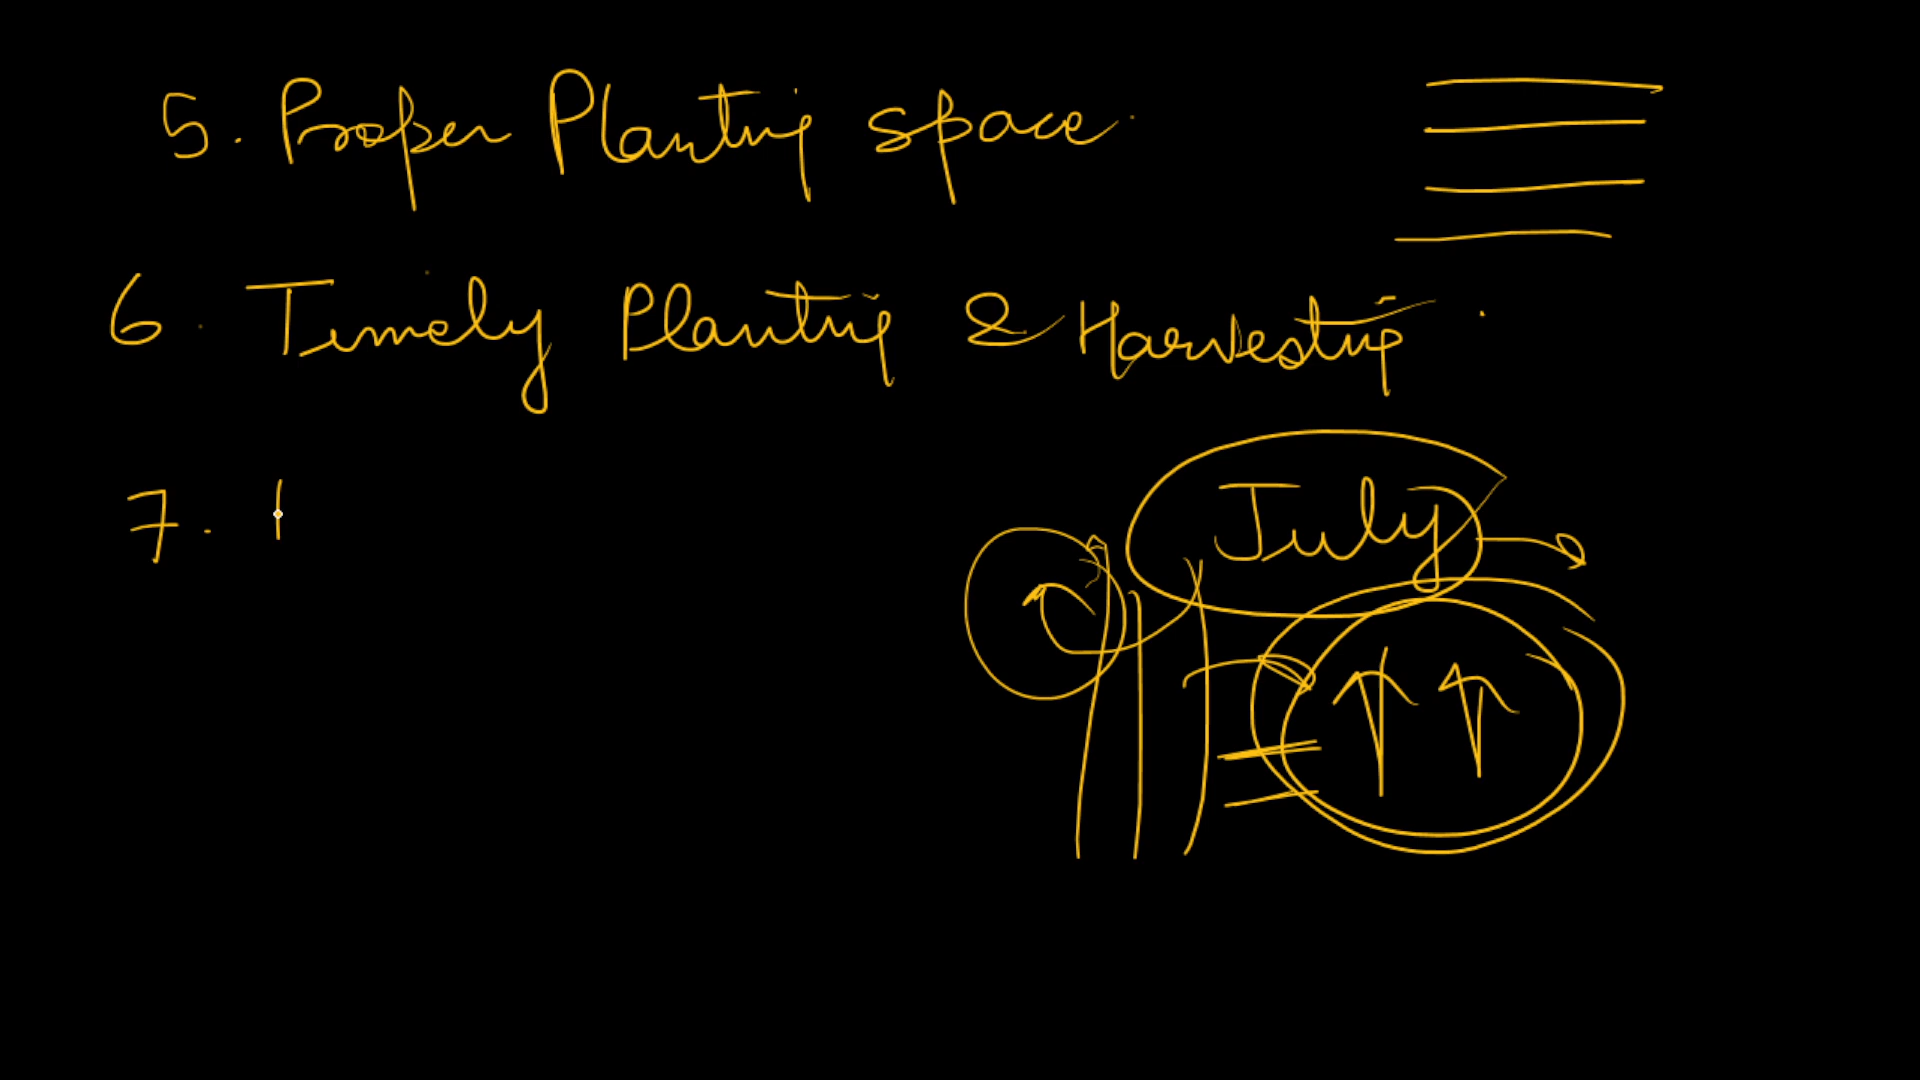 5. Proper Planting space.
6. Timely Planting & Harvesting.
7.
July